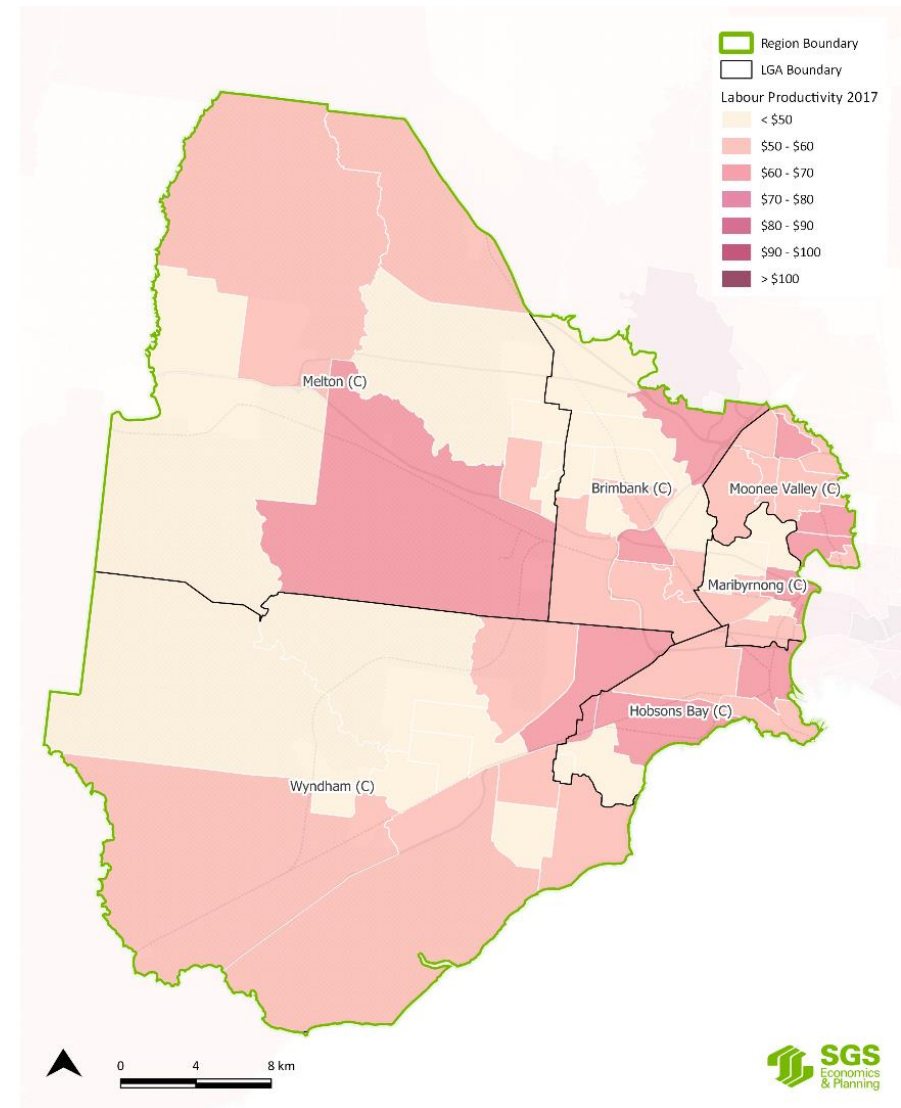 Region Boundary
LGA Boundary
Labour Productivity 2017
< $50
$50 - $60
$60 - $70
$70 - $80
$80 - $90
$90 - $100
> $100
Melton (C)
Brimbank (C)
Moonee Valley (C)
Maribyrnong (C)
Hobsons Bay (C)
Wyndham (C)
0 4 8 km
SGS
Economics
& Planning